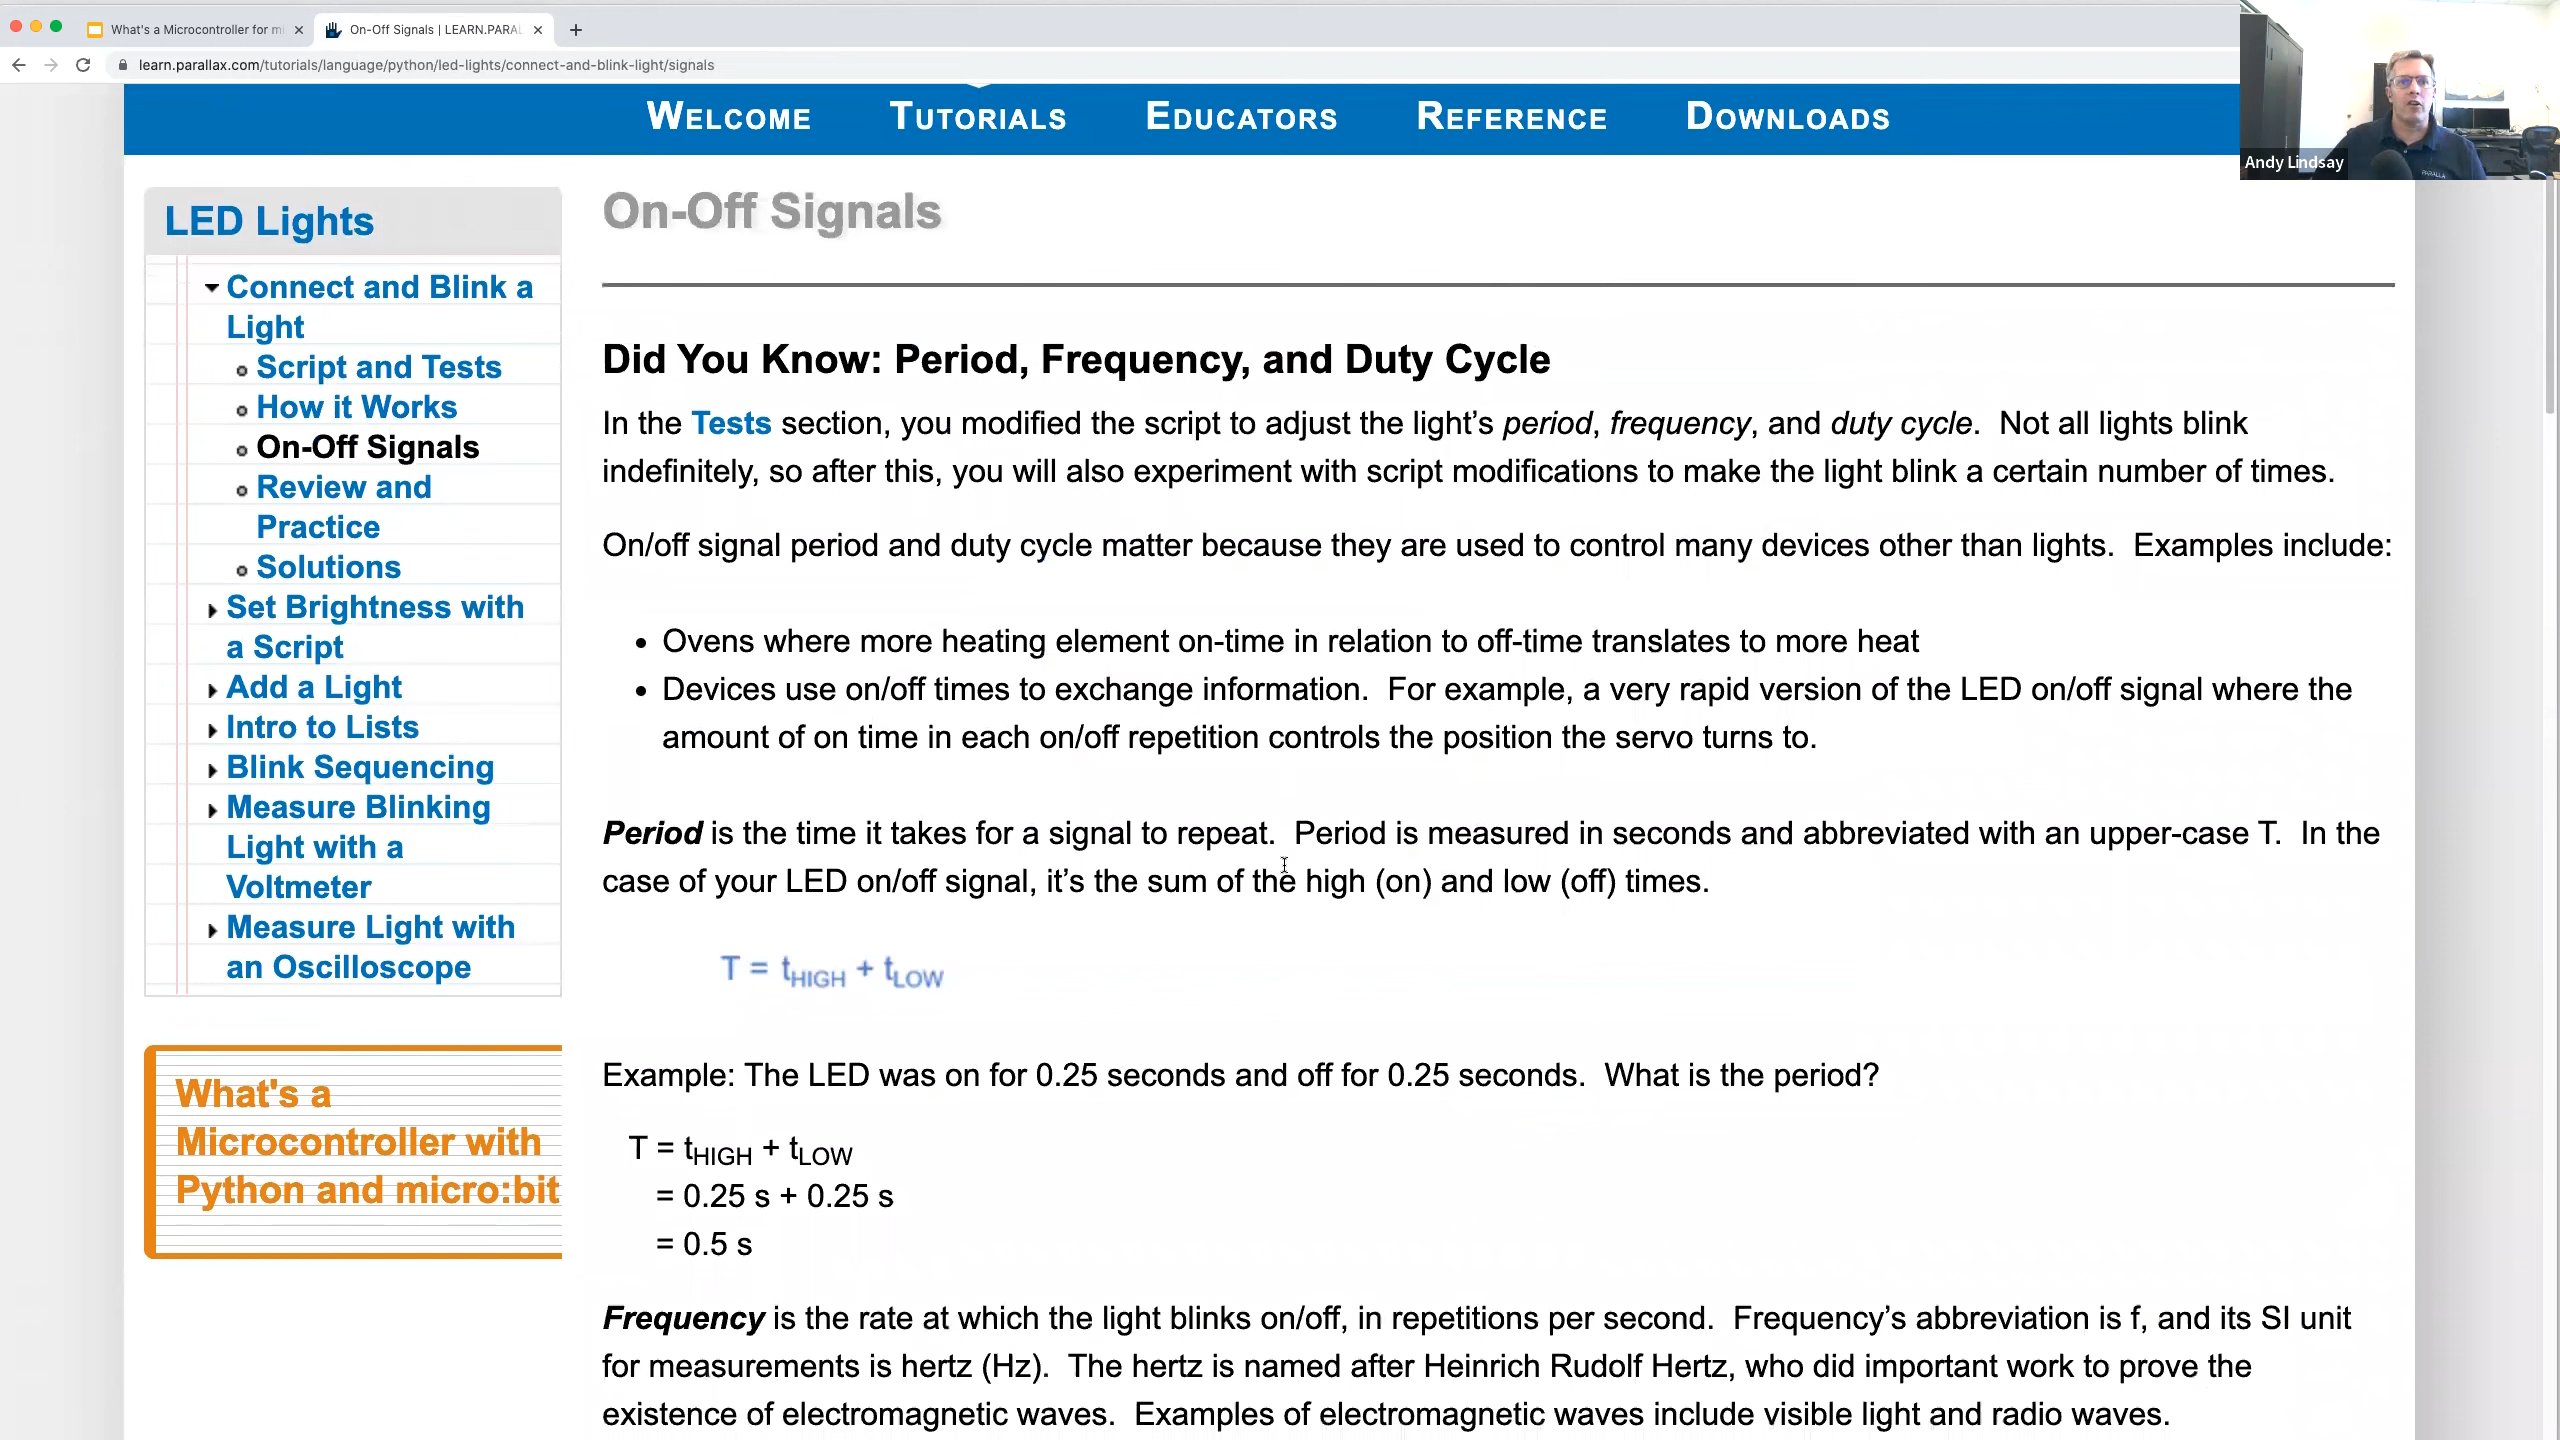 What's a Microcontroller for mi
On-Off Signals | LEARN.PARAL
learn.parallax.com/tutorials/language/python/led-lights/connect-and-blink-light/signals
WELCOME TUTORIALS EDUCATORS REFERENCE DOWNLOADS
Andy Lindsay
LED Lights
Connect and Blink a
Light
Script and Tests
How it Works
On-Off Signals
Review and
Practice
Solutions
Set Brightness with
a Script
Add a Light
Intro to Lists
Blink Sequencing
Measure Blinking
Light with a
Voltmeter
Measure Light with
an Oscilloscope
What's a
Microcontroller with
Python and micro:bit
On-Off Signals
Did You Know: Period, Frequency, and Duty Cycle
In the Tests section, you modified the script to adjust the light’s period, frequency, and duty cycle. Not all lights blink
indefinitely, so after this, you will also experiment with script modifications to make the light blink a certain number of times.
On/off signal period and duty cycle matter because they are used to control many devices other than lights. Examples include:
• Ovens where more heating element on-time in relation to off-time translates to more heat
• Devices use on/off times to exchange information. For example, a very rapid version of the LED on/off signal where the
amount of on time in each on/off repetition controls the position the servo turns to.
Period is the time it takes for a signal to repeat. Period is measured in seconds and abbreviated with an upper-case T. In the
case of your LED on/off signal, it’s the sum of the high (on) and low (off) times.
T = tHIGH + tLOW
Example: The LED was on for 0.25 seconds and off for 0.25 seconds. What is the period?
T = tHIGH + tLOW
= 0.25 s + 0.25 s
= 0.5 s
Frequency is the rate at which the light blinks on/off, in repetitions per second. Frequency’s abbreviation is f, and its SI unit
for measurements is hertz (Hz). The hertz is named after Heinrich Rudolf Hertz, who did important work to prove the
existence of electromagnetic waves. Examples of electromagnetic waves include visible light and radio waves.